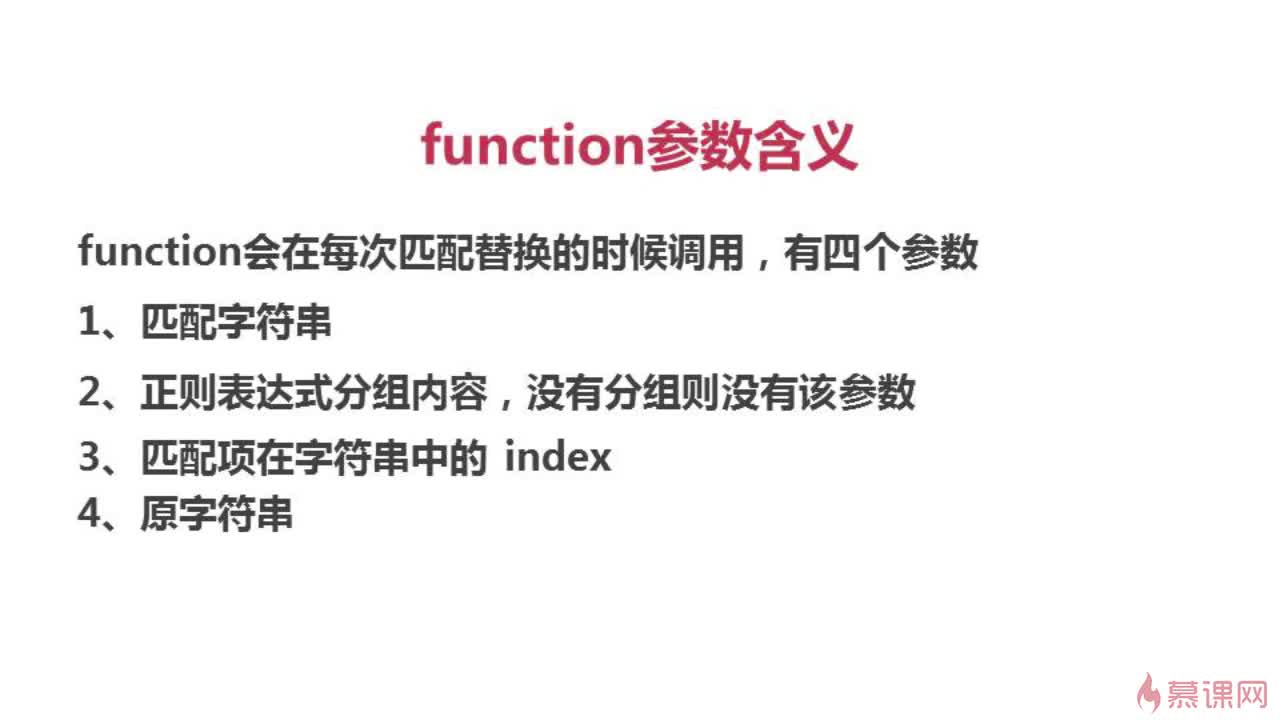 function参数含义
function会在每次匹配替换的时候调用，有四个参数
1、匹配字符串
2、正则表达式分组内容，没有分组则没有该参数
3、匹配项在字符串中的 index
4、原字符串
慕课网